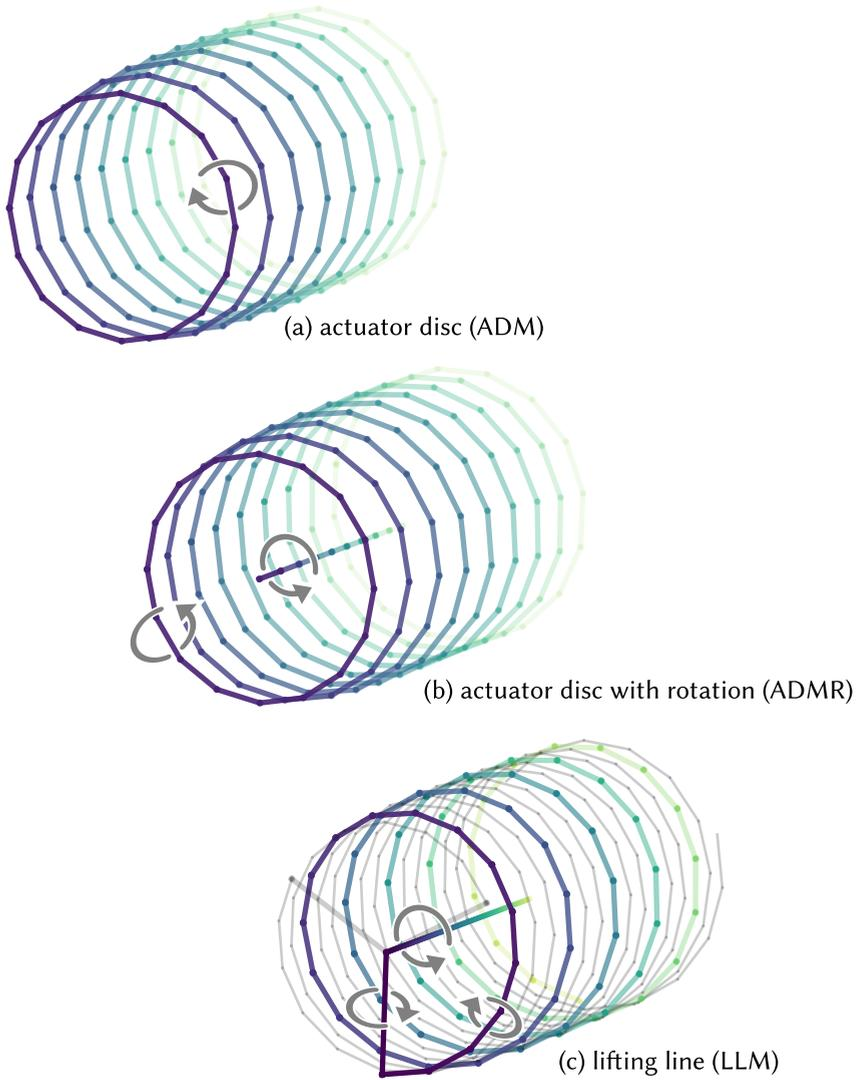 (a) actuator disc (ADM)
(b) actuator disc with rotation (ADMR)
(c) lifting line (LLM)